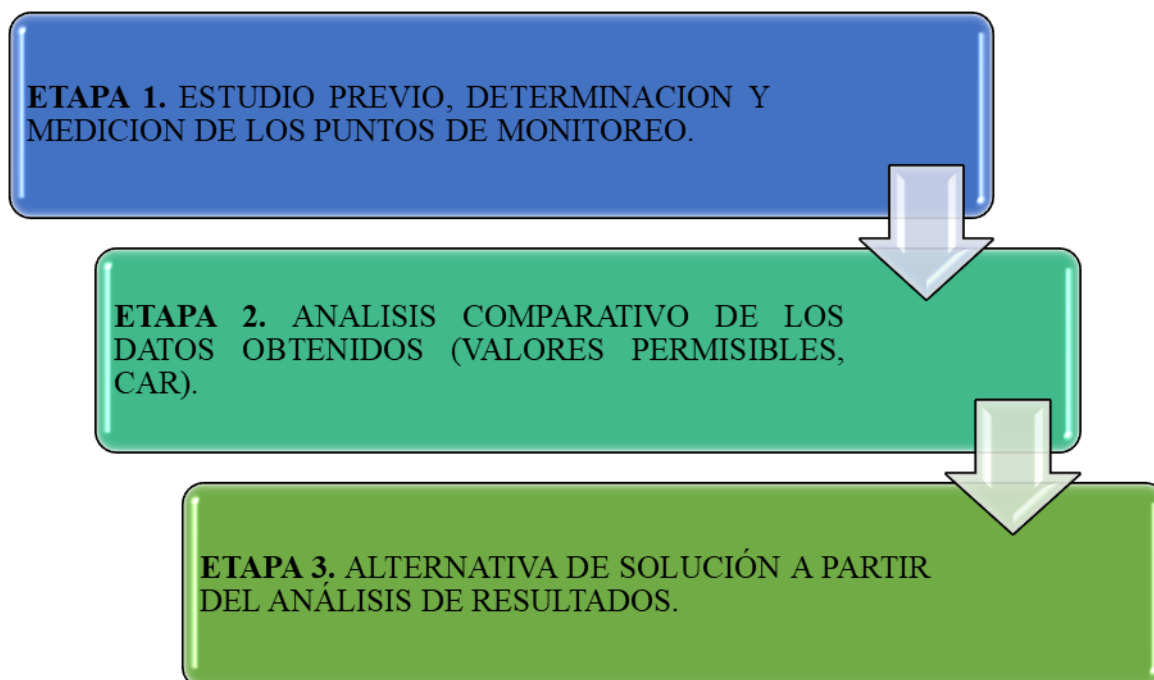 ETAPA 1. ESTUDIO PREVIO, DETERMINACION Y
MEDICION DE LOS PUNTOS DE MONITOREO.
ETAPA 2. ANALISIS COMPARATIVO DE LOS
DATOS OBTENIDOS (VALORES PERMISIBLES,
CAR).
ETAPA 3. ALTERNATIVA DE SOLUCIÓN A PARTIR
DEL ANÁLISIS DE RESULTADOS.